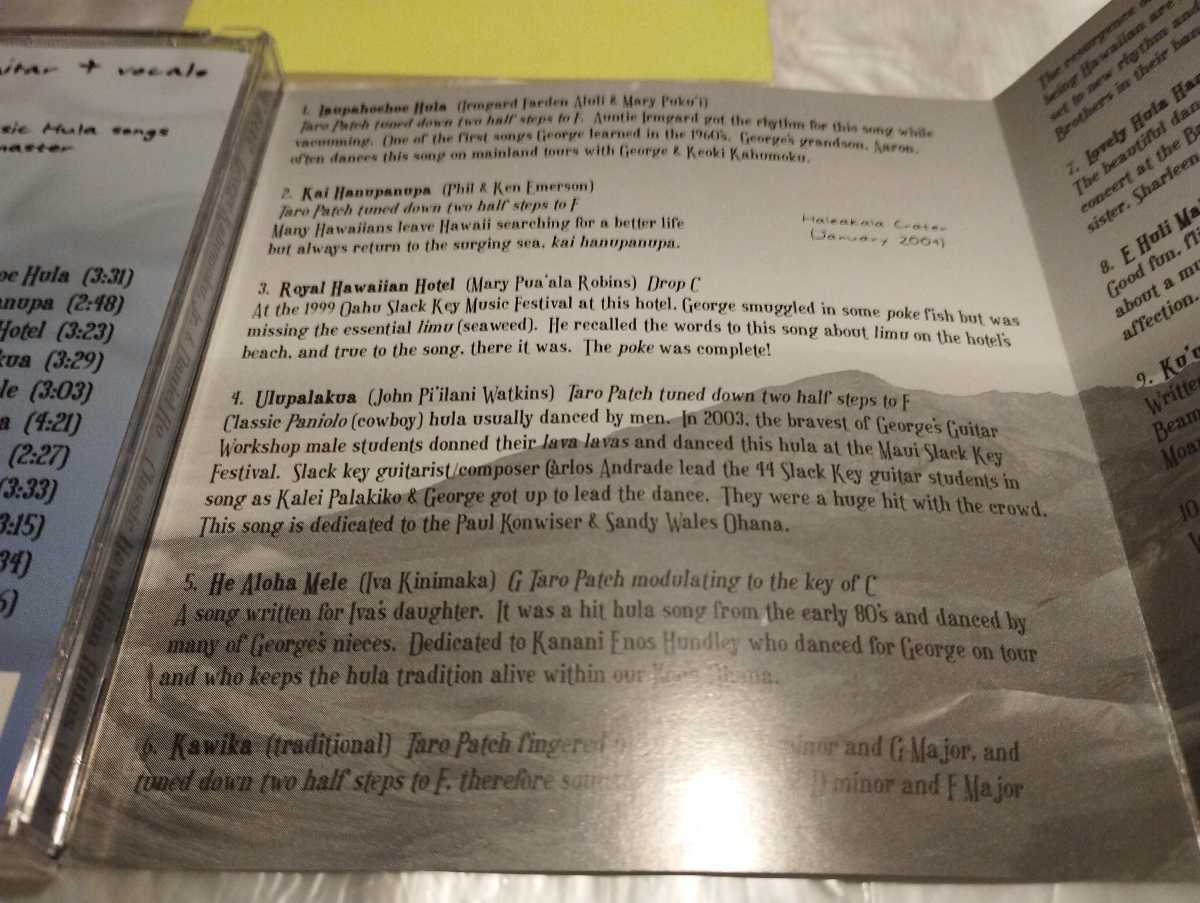 itar + vocals
sic Hula songs
master
oe Hula (3:31)
anupa (2:48)
Hotel (3:23)
kua (3:29)
le (3:03)
a (4:21)
(2:27)
(3:33)
3:15)
34)
6)
Classic Hawaiian Hulas
1. Laupahoehoe Hula (Irmgard Farden Aluli & Mary Puku'i)
Taro Patch tuned down two half steps to F. Auntie Irmgard got the rhythm for this song while
vacuuming. One of the first songs George learned in the 1960's. George's grandson, Aaron,
often dances this song on mainland tours with George & Keoki Kahumoku.
2. Kai Hanupanupa (Phil & Ken Emerson)
Taro Patch tuned down two half steps to F
Many Hawaiians leave Hawaii searching for a better life
but always return to the surging sea, kai hanupanupa.
Haleakala Crater
(January 2004)
3. Royal Hawaiian Hotel (Mary Pua'ala Robins) Drop C
At the 1999 Oahu Slack Key Music Festival at this hotel, George smuggled in some poke fish but was
missing the essential limu (seaweed). He recalled the words to this song about limu on the hotel's
beach, and true to the song, there it was. The poke was complete!
4. Ulupalakua (John Pi'ilani Watkins) Taro Patch tuned down two half steps to F
Classic Paniolo (cowboy) hula usually danced by men. In 2003, the bravest of George's Guitar
Workshop male students donned their lava lavas and danced this hula at the Maui Slack Key
Festival. Slack key guitarist/composer Carlos Andrade lead the 44 Slack Key guitar students in
song as Kalei Palakiko & George got up to lead the dance. They were a huge hit with the crowd.
This song is dedicated to the Paul Konwiser & Sandy Wales Ohana.
5. He Aloha Mele (Iva Kinimaka) G Taro Patch modulating to the key of C
A song written for Iva's daughter. It was a hit hula song from the early 80's and danced by
many of George's nieces. Dedicated to Kanani Enos Hundley who danced for George on tour
and who keeps the hula tradition alive within our Enos Ohana.
6. Kawika (traditional) Taro Patch fingered minor and G Major, and
tuned down two half steps to F, therefore D minor and F Major
The resurgence
being Hawaiian are
set to new rhythm and
Brothers in their
7. Lovely Hula
The beautiful
concert at the
sister, Sharleen
8. E Huli
Good fun,
about a
affection.
9. Ku'u
Written
Beam
Moa
10